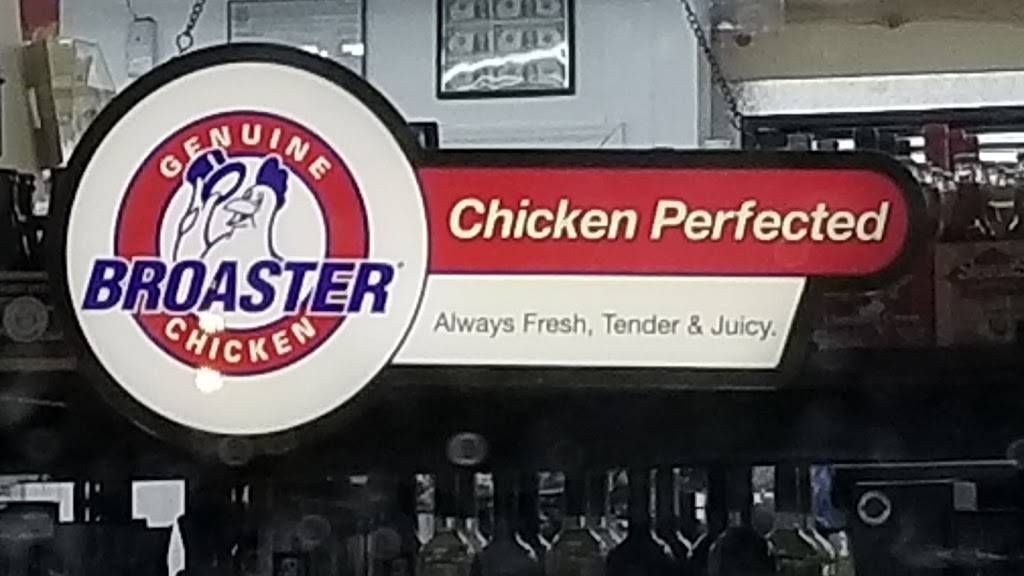 GENUINE
BROASTER
CHICKEN
Chicken Perfected
Always Fresh, Tender & Juicy.